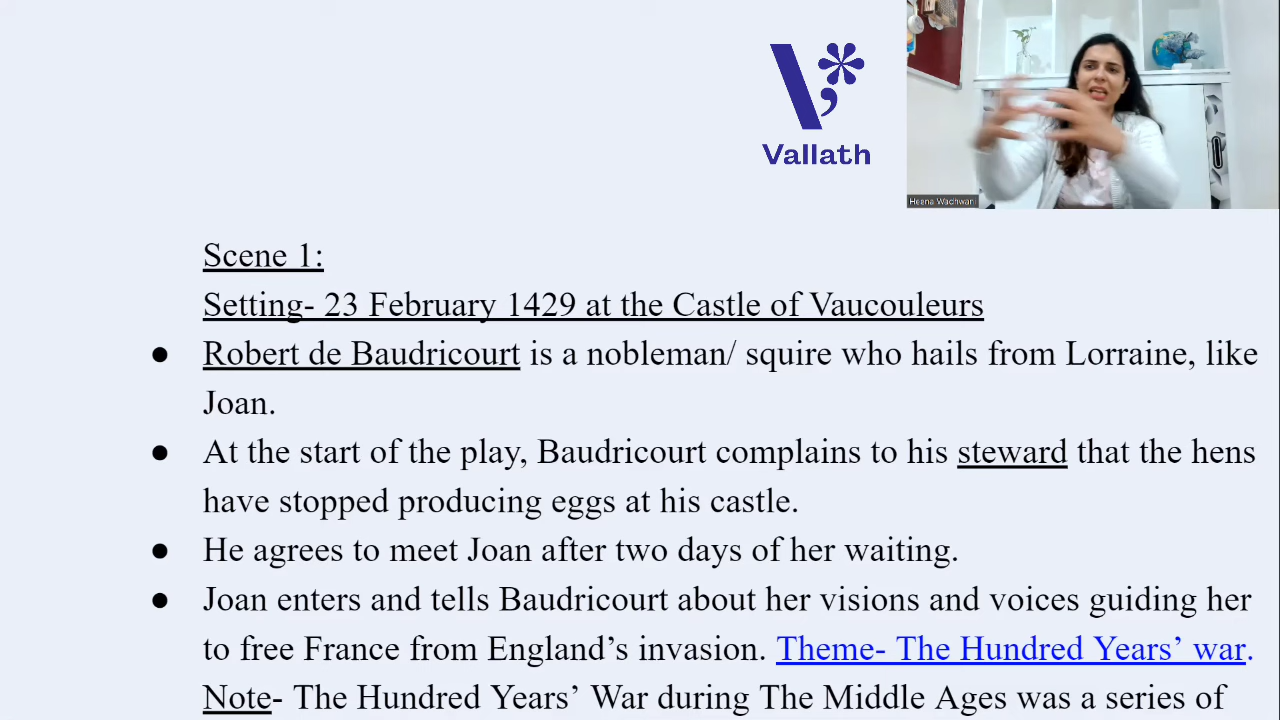 Vallath
Heena Wachwani
Scene 1:
Setting- 23 February 1429 at the Castle of Vaucouleurs
● Robert de Baudricourt is a nobleman/ squire who hails from Lorraine, like
Joan.
● At the start of the play, Baudricourt complains to his steward that the hens
have stopped producing eggs at his castle.
● He agrees to meet Joan after two days of her waiting.
● Joan enters and tells Baudricourt about her visions and voices guiding her
to free France from England’s invasion. Theme- The Hundred Years’ war.
Note- The Hundred Years’ War during The Middle Ages was a series of